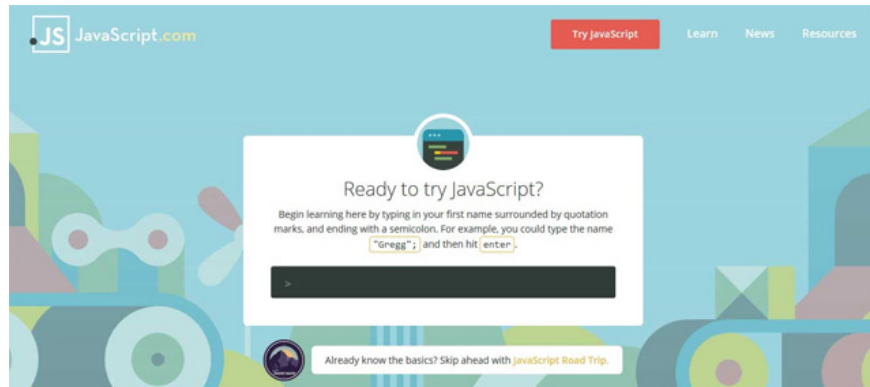 .JS JavaScript.com
Try JavaScript
Learn
News
Resources
Ready to try JavaScript?
Begin learning here by typing in your first name surrounded by quotation
marks, and ending with a semicolon. For example, you could type the name
"Gregg"; and then hit enter.
>
Already know the basics? Skip ahead with JavaScript Road Trip.